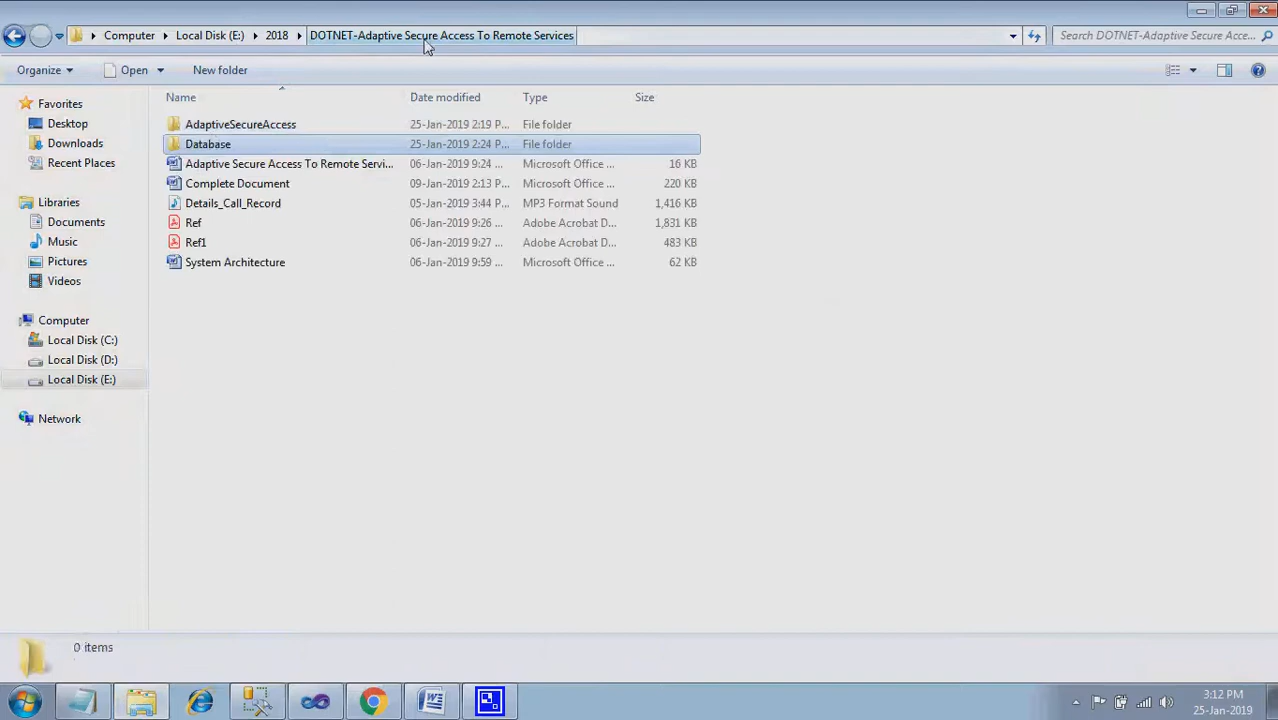 Computer Local Disk (E:) 2018 DOTNET-Adaptive Secure Access To Remote Services Search DOTNET-Adaptive Secure Acce...
Organize Open New folder
Name Date modified Type Size
Favorites
Desktop
Downloads
Recent Places
Libraries
Documents
Music
Pictures
Videos
Computer
Local Disk (C:)
Local Disk (D:)
Local Disk (E:)
Network
AdaptiveSecureAccess 25-Jan-2019 2:19 P... File folder
Database 25-Jan-2019 2:24 P... File folder
Adaptive Secure Access To Remote Servi... 06-Jan-2019 9:24 ... Microsoft Office ... 16 KB
Complete Document 09-Jan-2019 2:13 P... Microsoft Office ... 220 KB
Details_Call_Record 05-Jan-2019 3:44 P... MP3 Format Sound 1,416 KB
Ref 06-Jan-2019 9:26 ... Adobe Acrobat D... 1,831 KB
Ref1 06-Jan-2019 9:27 ... Adobe Acrobat D... 483 KB
System Architecture 06-Jan-2019 9:59 ... Microsoft Office ... 62 KB
0 items
3:12 PM
25-Jan-2019